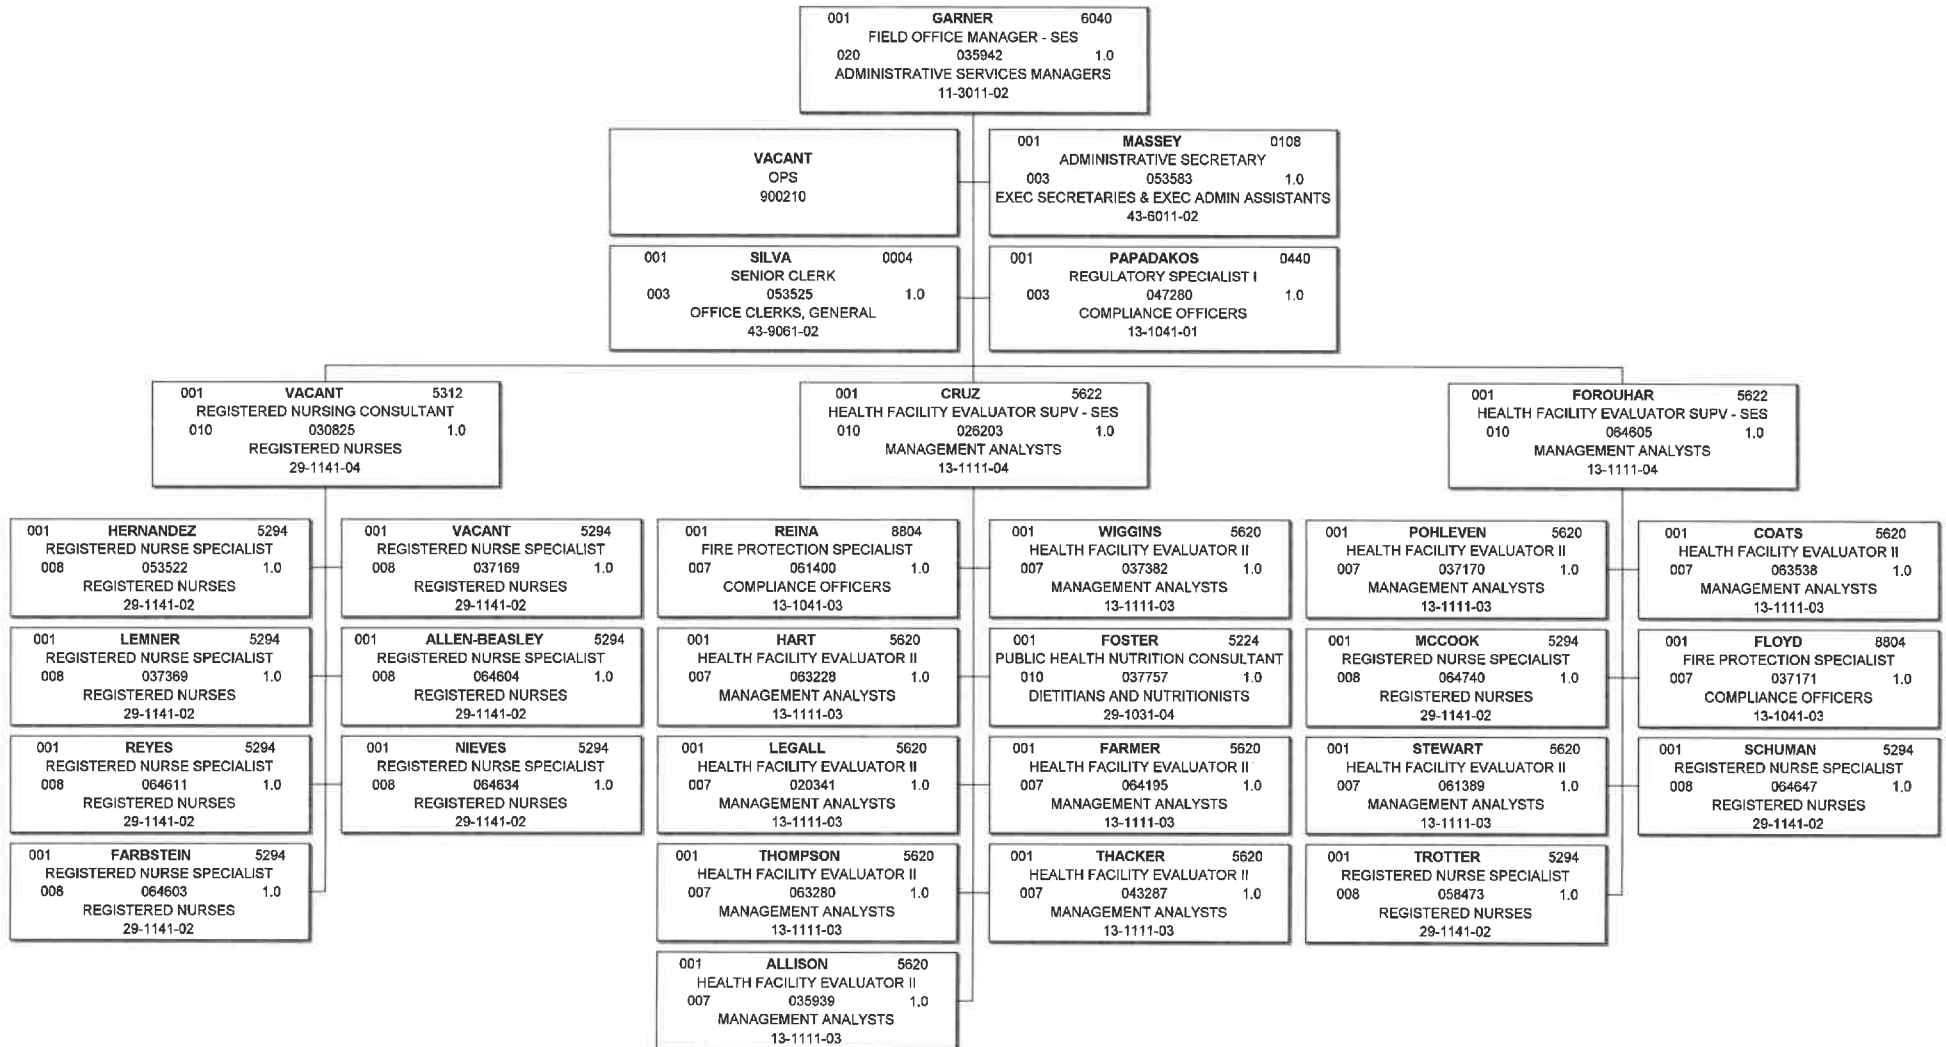 001 GARNER 6040
FIELD OFFICE MANAGER - SES
020 035942 1.0
ADMINISTRATIVE SERVICES MANAGERS
11-3011-02
VACANT
OPS
900210
001 MASSEY 0108
ADMINISTRATIVE SECRETARY
003 053583 1.0
EXEC SECRETARIES & EXEC ADMIN ASSISTANTS
43-6011-02
001 SILVA 0004
SENIOR CLERK
003 053525 1.0
OFFICE CLERKS, GENERAL
43-9061-02
001 PAPADAKOS 0440
REGULATORY SPECIALIST I
003 047280 1.0
COMPLIANCE OFFICERS
13-1041-01
001 VACANT 5312
REGISTERED NURSING CONSULTANT
010 030825 1.0
REGISTERED NURSES
29-1141-04
001 CRUZ 5622
HEALTH FACILITY EVALUATOR SUPV - SES
010 026203 1.0
MANAGEMENT ANALYSTS
13-1111-04
001 FOROUHAR 5622
HEALTH FACILITY EVALUATOR SUPV - SES
010 064605 1.0
MANAGEMENT ANALYSTS
13-1111-04
001 HERNANDEZ 5294
REGISTERED NURSE SPECIALIST
008 053522 1.0
REGISTERED NURSES
29-1141-02
001 VACANT 5294
REGISTERED NURSE SPECIALIST
008 037169 1.0
REGISTERED NURSES
29-1141-02
001 LEMNER 5294
REGISTERED NURSE SPECIALIST
008 037369 1.0
REGISTERED NURSES
29-1141-02
001 ALLEN-BEASLEY 5294
REGISTERED NURSE SPECIALIST
008 064604 1.0
REGISTERED NURSES
29-1141-02
001 REYES 5294
REGISTERED NURSE SPECIALIST
008 064611 1.0
REGISTERED NURSES
29-1141-02
001 NIEVES 5294
REGISTERED NURSE SPECIALIST
008 064634 1.0
REGISTERED NURSES
29-1141-02
001 FARBSTEIN 5294
REGISTERED NURSE SPECIALIST
008 064603 1.0
REGISTERED NURSES
29-1141-02
001 REINA 8804
FIRE PROTECTION SPECIALIST
007 061400 1.0
COMPLIANCE OFFICERS
13-1041-03
001 WIGGINS 5620
HEALTH FACILITY EVALUATOR II
007 037382 1.0
MANAGEMENT ANALYSTS
13-1111-03
001 HART 5620
HEALTH FACILITY EVALUATOR II
007 063228 1.0
MANAGEMENT ANALYSTS
13-1111-03
001 FOSTER 5224
PUBLIC HEALTH NUTRITION CONSULTANT
010 037757 1.0
DIETITIANS AND NUTRITIONISTS
29-1031-04
001 LEGALL 5620
HEALTH FACILITY EVALUATOR II
007 020341 1.0
MANAGEMENT ANALYSTS
13-1111-03
001 FARMER 5620
HEALTH FACILITY EVALUATOR II
007 064195 1.0
MANAGEMENT ANALYSTS
13-1111-03
001 THOMPSON 5620
HEALTH FACILITY EVALUATOR II
007 063280 1.0
MANAGEMENT ANALYSTS
13-1111-03
001 THACKER 5620
HEALTH FACILITY EVALUATOR II
007 043287 1.0
MANAGEMENT ANALYSTS
13-1111-03
001 ALLISON 5620
HEALTH FACILITY EVALUATOR II
007 035939 1.0
MANAGEMENT ANALYSTS
13-1111-03
001 POHLEVEN 5620
HEALTH FACILITY EVALUATOR II
007 037170 1.0
MANAGEMENT ANALYSTS
13-1111-03
001 COATS 5620
HEALTH FACILITY EVALUATOR II
007 063538 1.0
MANAGEMENT ANALYSTS
13-1111-03
001 MCCOOK 5294
REGISTERED NURSE SPECIALIST
008 064740 1.0
REGISTERED NURSES
29-1141-02
001 FLOYD 8804
FIRE PROTECTION SPECIALIST
007 037171 1.0
COMPLIANCE OFFICERS
13-1041-03
001 STEWART 5620
HEALTH FACILITY EVALUATOR II
007 061389 1.0
MANAGEMENT ANALYSTS
13-1111-03
001 SCHUMAN 5294
REGISTERED NURSE SPECIALIST
008 064647 1.0
REGISTERED NURSES
29-1141-02
001 TROTTER 5294
REGISTERED NURSE SPECIALIST
008 058473 1.0
REGISTERED NURSES
29-1141-02